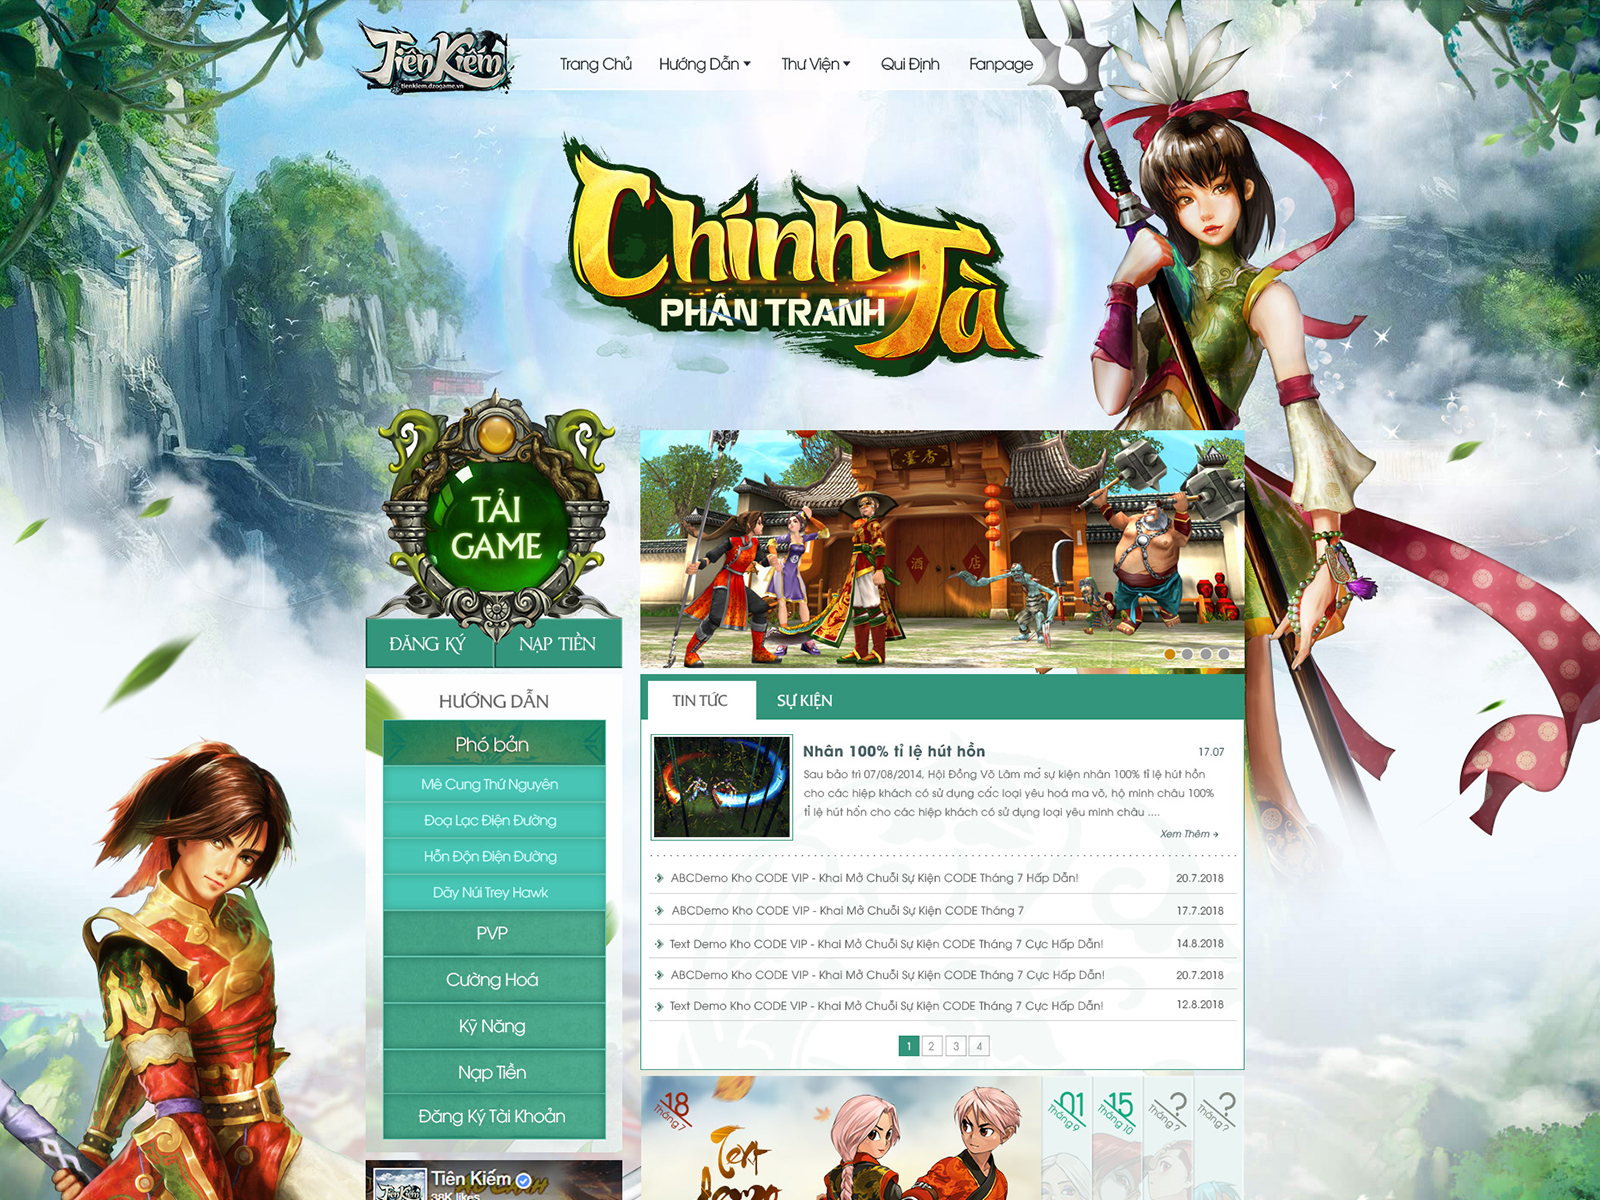 Tiên Kiếm
tienkiem.dzogame.vn
Trang Chủ
Hướng Dẫn
Thư Viện
Qui Định
Fanpage
Chính Tà
PHÂN TRANH
TẢI
GAME
ĐĂNG KÝ
NẠP TIỀN
墨香
酒 店
HƯỚNG DẪN
Phó bản
Mê Cung Thứ Nguyên
Đoạ Lạc Điện Đường
Hỗn Độn Điện Đường
Dãy Núi Trey Hawk
PVP
Cường Hoá
Kỹ Năng
Nạp Tiền
Đăng Ký Tài Khoản
Tiên Kiếm
38K likes
TIN TỨC
SỰ KIỆN
Nhân 100% tỉ lệ hút hồn
17.07
Sau bảo trì 07/08/2014, Hội Đồng Võ Lâm mở sự kiện nhân 100% tỉ lệ hút hồn
cho các hiệp khách có sử dụng các loại yêu hoá ma võ, hộ minh châu 100%
tỉ lệ hút hồn cho các hiệp khách có sử dụng loại yêu minh châu ....
Xem Thêm
ABCDemo Kho CODE VIP - Khai Mở Chuỗi Sự Kiện CODE Tháng 7 Hấp Dẫn!
20.7.2018
ABCDemo Kho CODE VIP - Khai Mở Chuỗi Sự Kiện CODE Tháng 7
17.7.2018
Text Demo Kho CODE VIP - Khai Mở Chuỗi Sự Kiện CODE Tháng 7 Cực Hấp Dẫn!
14.8.2018
ABCDemo Kho CODE VIP - Khai Mở Chuỗi Sự Kiện CODE Tháng 7 Cực Hấp Dẫn!
20.7.2018
Text Demo Kho CODE VIP - Khai Mở Chuỗi Sự Kiện CODE Tháng 7 Cực Hấp Dẫn!
12.8.2018
1 2 3 4
18
Tháng 7
Text
demo
01
Tháng 9
15
Tháng 10
?
Tháng ?
?
Tháng ?